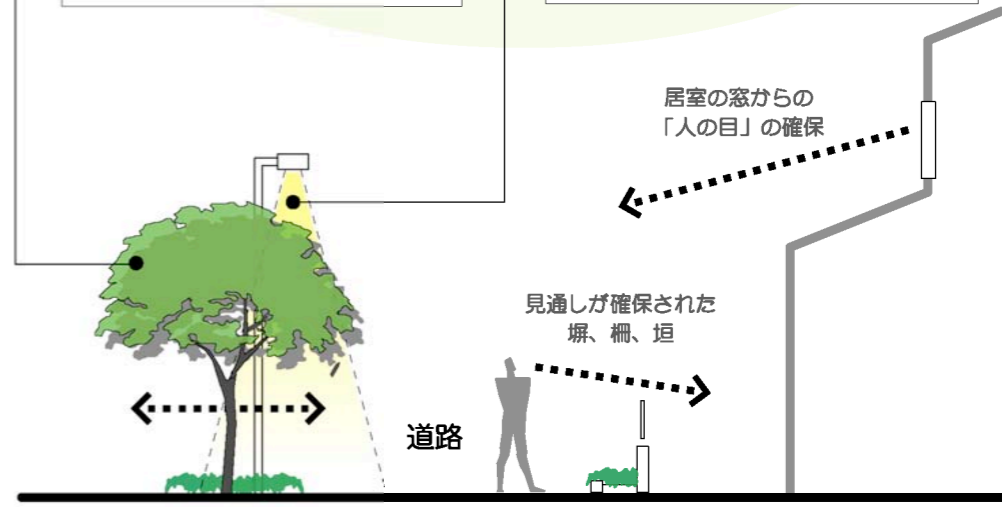 居室の窓からの
「人の目」の確保
見通しが確保された
塀、柵、垣
道路